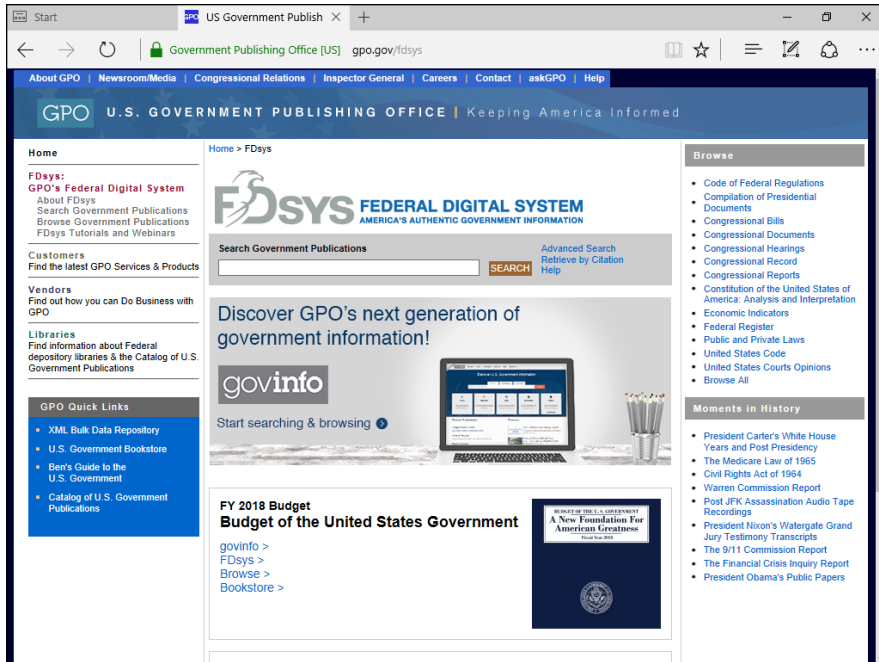 Start
GPO US Government Publish
Government Publishing Office [US] gpo.gov/fdsys
About GPO | Newsroom/Media | Congressional Relations | Inspector General | Careers | Contact | askGPO | Help
GPO U.S. GOVERNMENT PUBLISHING OFFICE | Keeping America Informed
Home
FDsys:
GPO's Federal Digital System
About FDsys
Search Government Publications
Browse Government Publications
FDsys Tutorials and Webinars
Customers
Find the latest GPO Services & Products
Vendors
Find out how you can Do Business with
GPO
Libraries
Find information about Federal
depository libraries & the Catalog of U.S.
Government Publications
GPO Quick Links
XML Bulk Data Repository
U.S. Government Bookstore
Ben's Guide to the
U.S. Government
Catalog of U.S. Government
Publications
Home > FDsys
FDSYS FEDERAL DIGITAL SYSTEM
AMERICA'S AUTHENTIC GOVERNMENT INFORMATION
Search Government Publications
SEARCH
Advanced Search
Retrieve by Citation
Help
Discover GPO's next generation of
government information!
govinfo
Start searching & browsing
FY 2018 Budget
Budget of the United States Government
govinfo >
FDsys >
Browse >
Bookstore >
BUDGET OF THE U. S. GOVERNMENT
A New Foundation For
American Greatness
Fiscal Year 2018
Browse
Code of Federal Regulations
Compilation of Presidential
Documents
Congressional Bills
Congressional Documents
Congressional Hearings
Congressional Record
Congressional Reports
Constitution of the United States of
America: Analysis and Interpretation
Economic Indicators
Federal Register
Public and Private Laws
United States Code
United States Courts Opinions
Browse All
Moments in History
President Carter's White House
Years and Post Presidency
The Medicare Law of 1965
Civil Rights Act of 1964
Warren Commission Report
Post JFK Assassination Audio Tape
Recordings
President Nixon's Watergate Grand
Jury Testimony Transcripts
The 9/11 Commission Report
The Financial Crisis Inquiry Report
President Obama's Public Papers